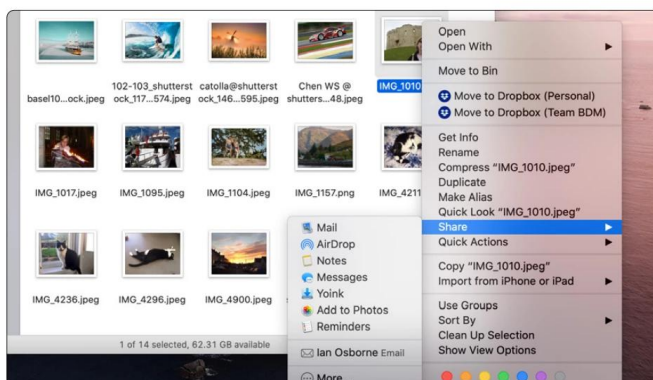 basel10...ock.jpeg
102-103_shutterst
ock_117...574.jpeg
catolla@shutterst
ock_146...595.jpeg
Chen WS @
shutters...48.jpeg
IMG_1010
IMG_1017.jpeg
IMG_1095.jpeg
IMG_1104.jpeg
IMG_1157.png
IMG_4211
IMG_4236.jpeg
IMG_4296.jpeg
IMG_4900.jpeg
1 of 14 selected, 62.31 GB available
Mail
AirDrop
Notes
Messages
Yoink
Add to Photos
Reminders
Ian Osborne Email
More
Open
Open With
Move to Bin
Move to Dropbox (Personal)
Move to Dropbox (Team BDM)
Get Info
Rename
Compress “IMG_1010.jpeg”
Duplicate
Make Alias
Quick Look “IMG_1010.jpeg”
Share
Quick Actions
Copy “IMG_1010.jpeg”
Import from iPhone or iPad
Use Groups
Sort By
Clean Up Selection
Show View Options